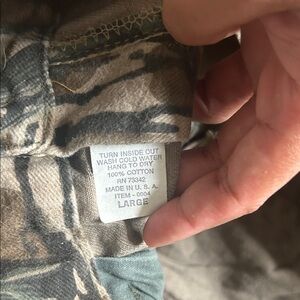 TURN INSIDE OUT
WASH COLD WATER
HANG TO DRY
100% COTTON
RN 73342
MADE IN U. S. A.
ITEM - 0004
LARGE